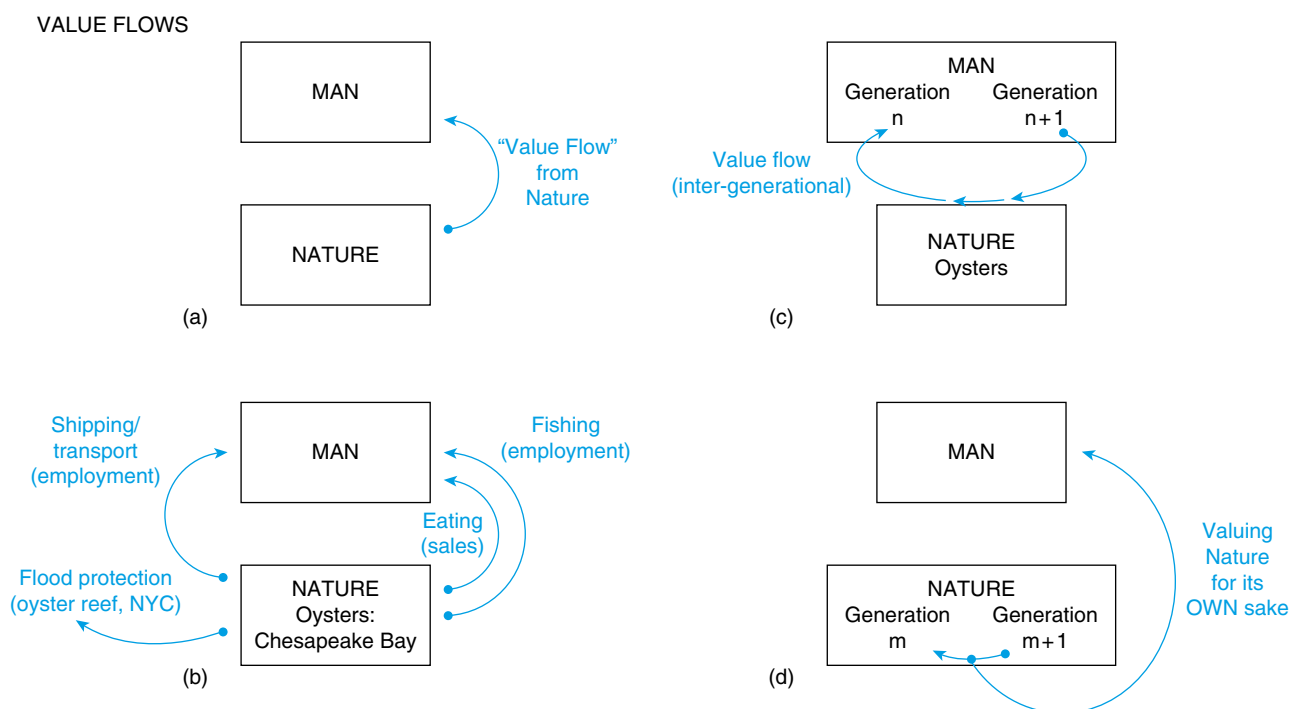 VALUE FLOWS
MAN
“Value Flow”
from
Nature
NATURE
(a)
MAN
Generation
n
Generation
n+1
Value flow
(inter-generational)
NATURE
Oysters
(c)
Shipping/
transport
(employment)
MAN
Fishing
(employment)
Eating
(sales)
Flood protection
(oyster reef, NYC)
NATURE
Oysters:
Chesapeake Bay
(b)
MAN
Valuing
Nature
for its
OWN sake
NATURE
Generation
m
Generation
m+1
(d)